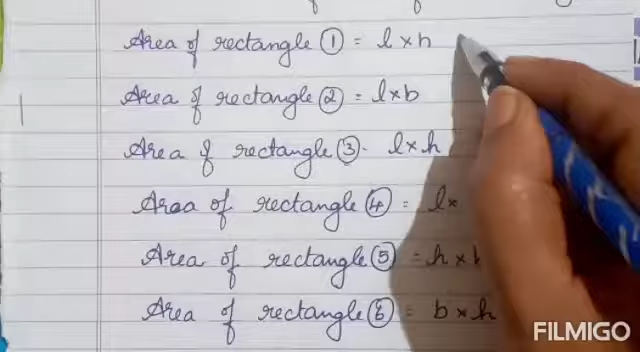 Area of rectangle ① = l × h
Area of rectangle ② = l × b
Area of rectangle ③ - l × h
Area of rectangle ④ = l ×
Area of rectangle ⑤ = h ×
Area of rectangle ⑥ = b × h
FILMIGO